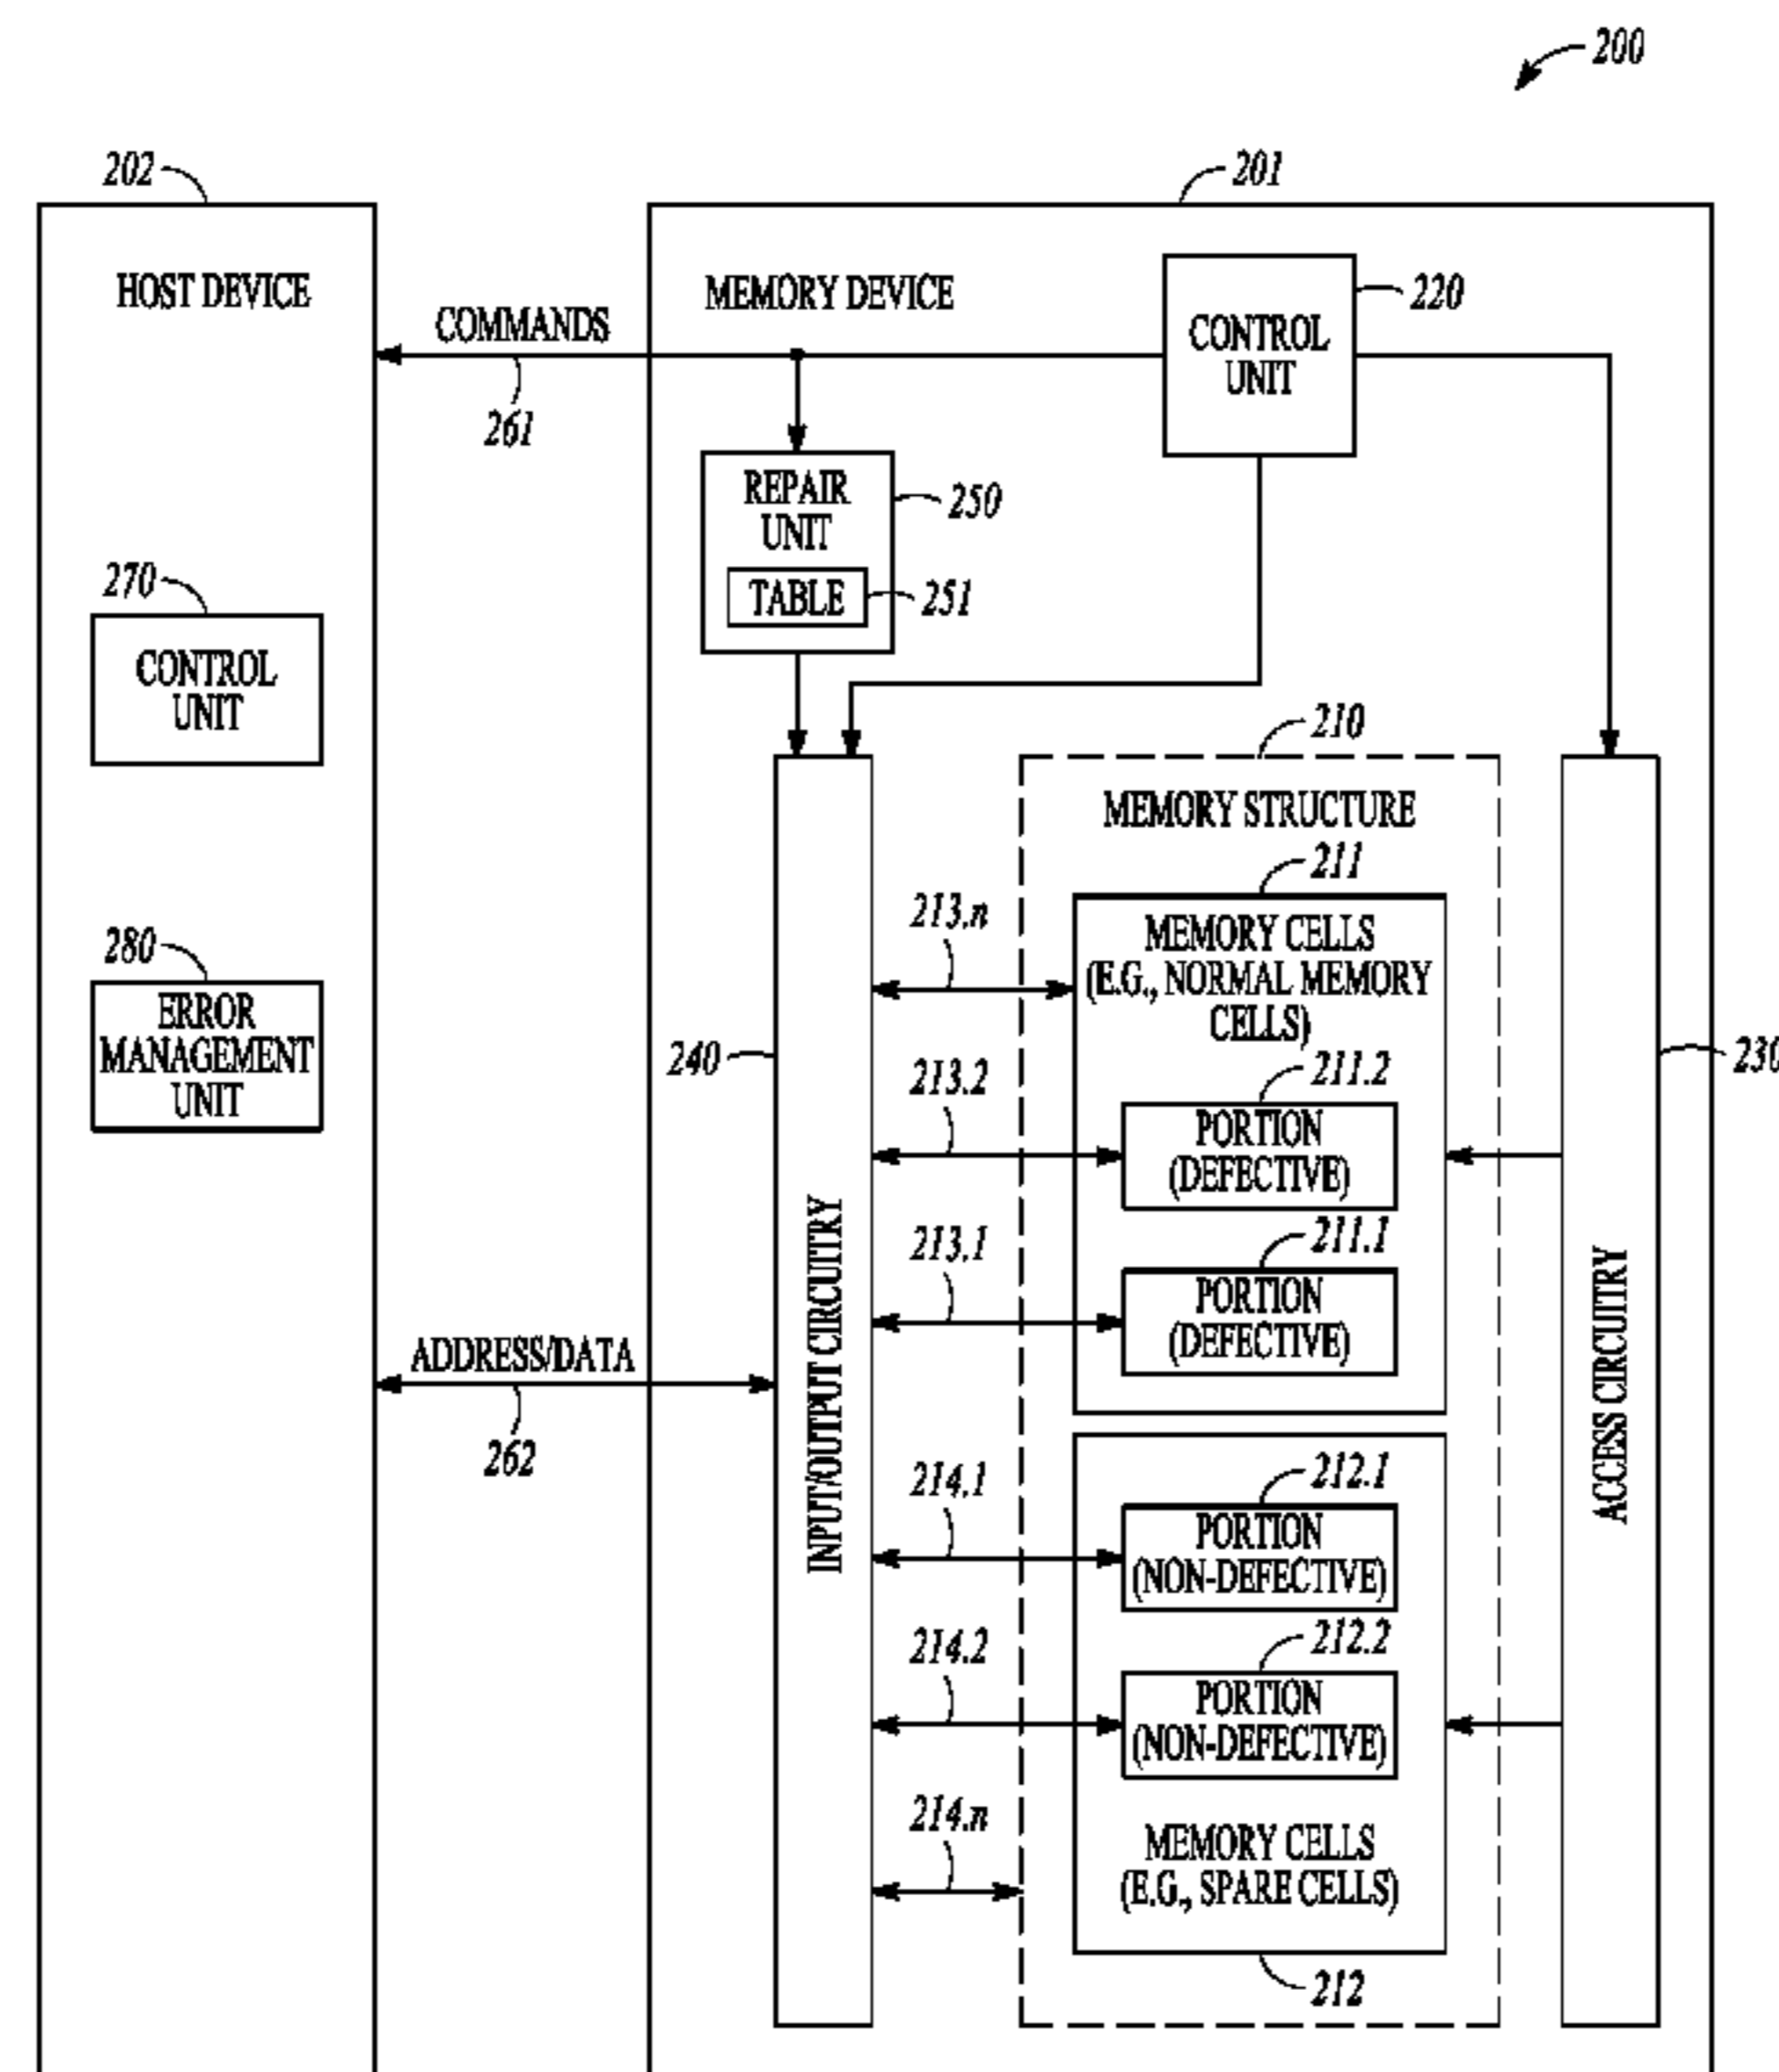 200
202
201
HOST DEVICE
MEMORY DEVICE
220
COMMANDS
CONTROL
UNIT
261
REPAIR
UNIT
250
TABLE
251
270
CONTROL
UNIT
210
MEMORY STRUCTURE
211
213.n
MEMORY CELLS
(E.G., NORMAL MEMORY
CELLS)
280
ERROR
MANAGEMENT
UNIT
240
230
213.2
211.2
PORTION
(DEFECTIVE)
213.1
211.1
PORTION
(DEFECTIVE)
INPUT/OUTPUT CIRCUITRY
ACCESS CIRCUITRY
ADDRESS/DATA
262
214.1
212.1
PORTION
(NON-DEFECTIVE)
214.2
212.2
PORTION
(NON-DEFECTIVE)
214.n
MEMORY CELLS
(E.G., SPARE CELLS)
212